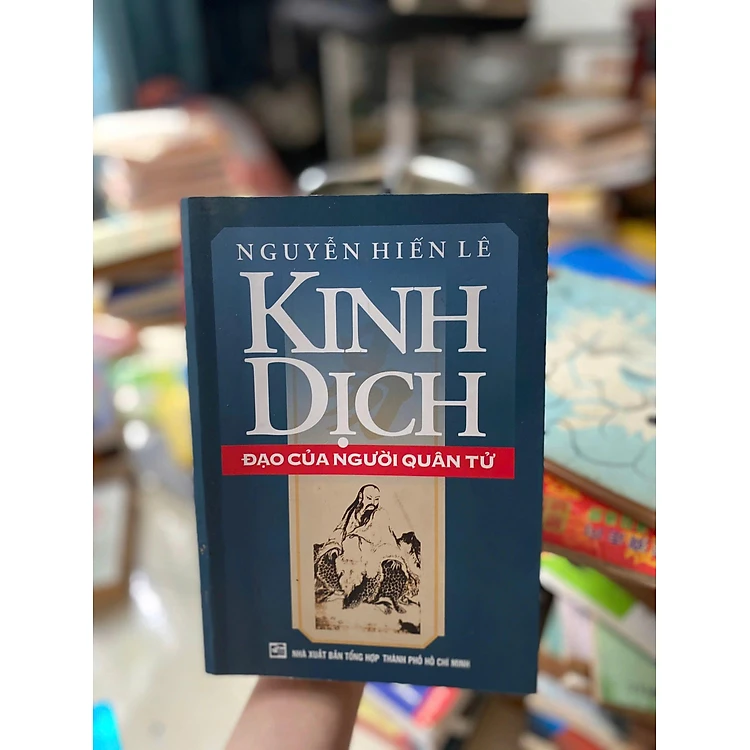 NGUYỄN HIẾN LÊ
KINH
DỊCH
ĐẠO CỦA NGƯỜI QUÂN TỬ
NHÀ XUẤT BẢN TỔNG HỢP THÀNH PHỐ HỒ CHÍ MINH